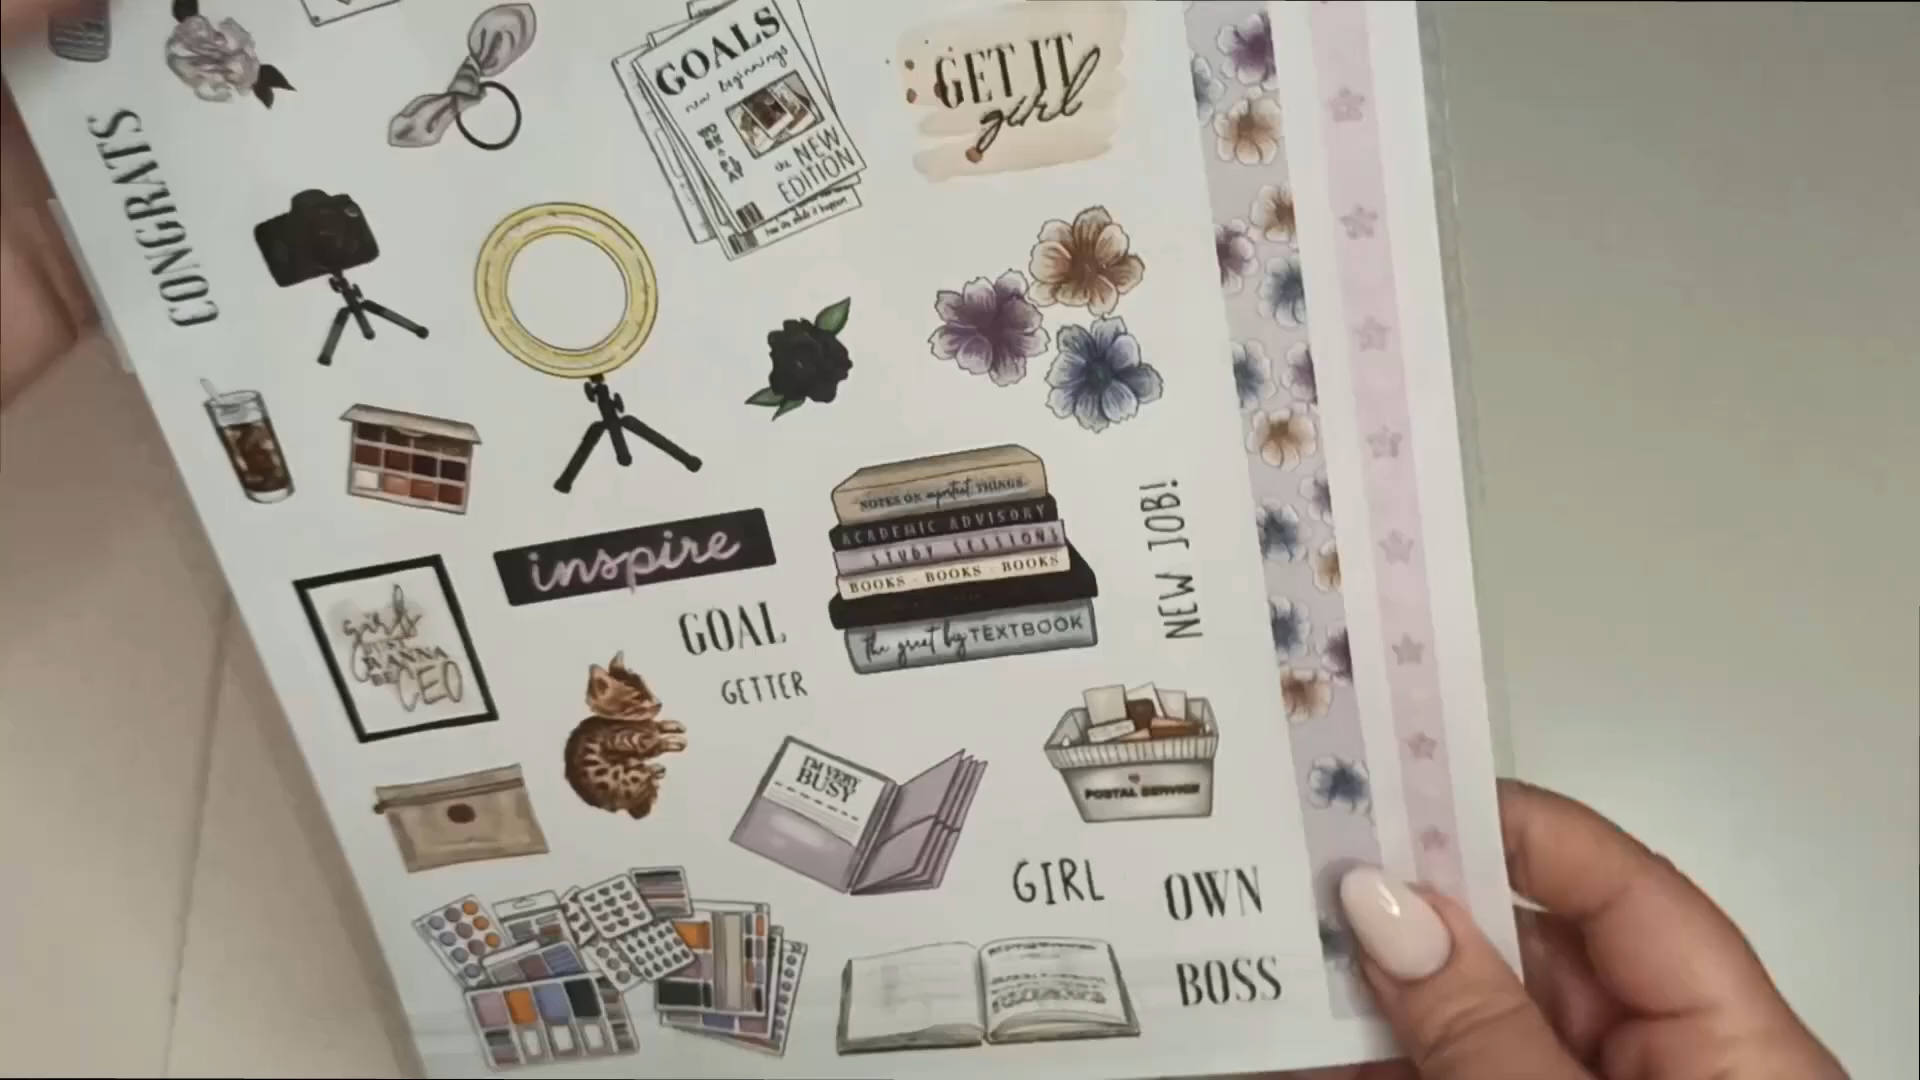 GOALS
new beginnings
the NEW
EDITION
GET IT
girl
CONGRATS
NOTES ON important THINGS
ACADEMIC ADVISORY
STUDY SESSIONS
BOOKS - BOOKS - BOOKS
the great big TEXTBOOK
NEW JOB!
inspire
GOAL
GETTER
girls
JUST
WANNA
BE CEO
I'M VERY
BUSY
POSTAL SERVICE
GIRL
OWN
BOSS